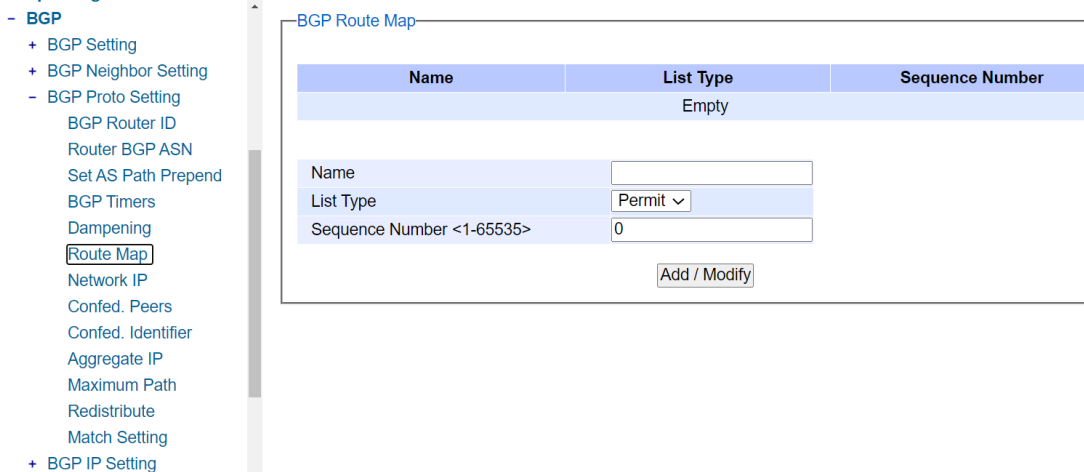 - BGP
+ BGP Setting
+ BGP Neighbor Setting
- BGP Proto Setting
BGP Router ID
Router BGP ASN
Set AS Path Prepend
BGP Timers
Dampening
Route Map
Network IP
Confed. Peers
Confed. Identifier
Aggregate IP
Maximum Path
Redistribute
Match Setting
+ BGP IP Setting
BGP Route Map
Name List Type Sequence Number
Empty
Name
List Type Permit
Sequence Number <1-65535> 0
Add / Modify